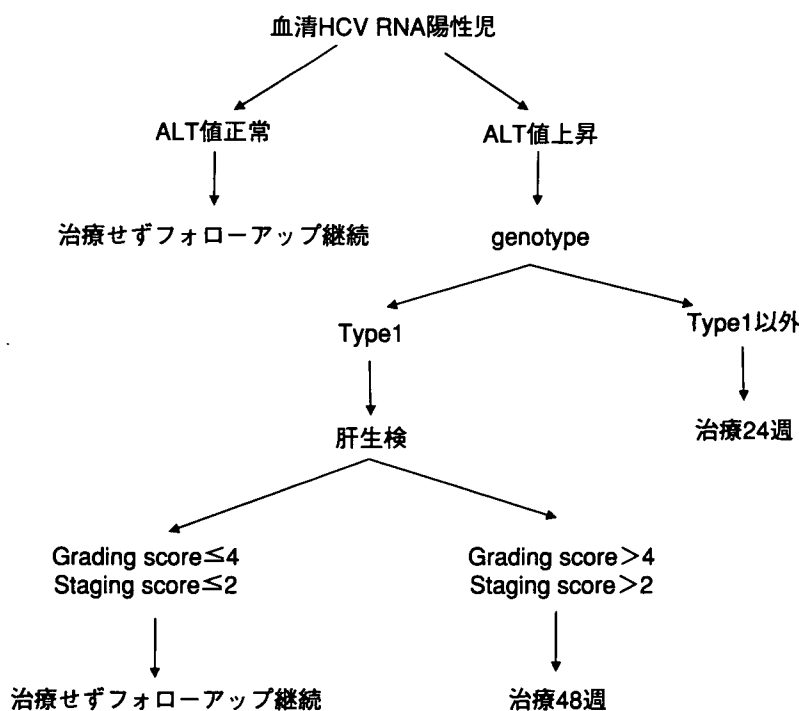 血清HCV RNA陽性児
ALT値正常
ALT値上昇
治療せずフォローアップ継続
genotype
Type1
Type1以外
肝生検
治療24週
Grading score≦4
Staging score≦2
Grading score＞4
Staging score＞2
治療せずフォローアップ継続
治療48週